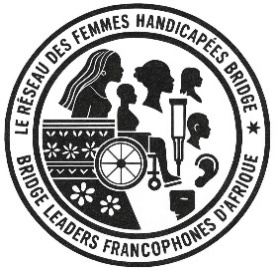 LE RÉSEAU DES FEMMES HANDICAPÉES BRIDGE
BRIDGE LEADERS FRANCOPHONES D'AFRIQUE